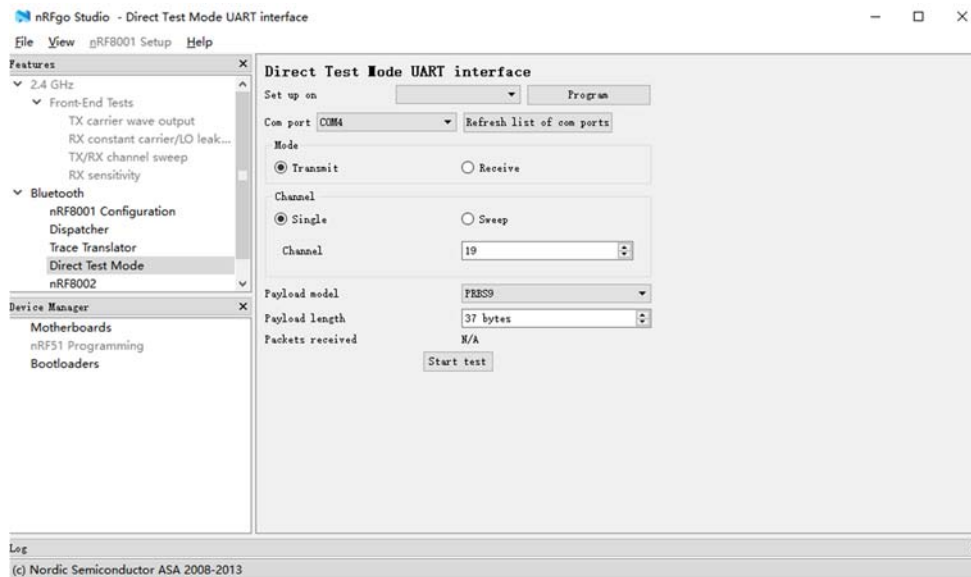 nRFgo Studio - Direct Test Mode UART interface
File View nRF8001 Setup Help
Features
2.4 GHz
Front-End Tests
TX carrier wave output
RX constant carrier/LO leak...
TX/RX channel sweep
RX sensitivity
Bluetooth
nRF8001 Configuration
Dispatcher
Trace Translator
Direct Test Mode
nRF8002
Device Manager
Motherboards
nRF51 Programming
Bootloaders
Direct Test Mode UART interface
Set up on Program
Com port COM4 Refresh list of com ports
Mode
Transmit Receive
Channel
Single Sweep
Channel 19
Payload model PRBS9
Payload length 37 bytes
Packets received N/A
Start test
Log
(c) Nordic Semiconductor ASA 2008-2013